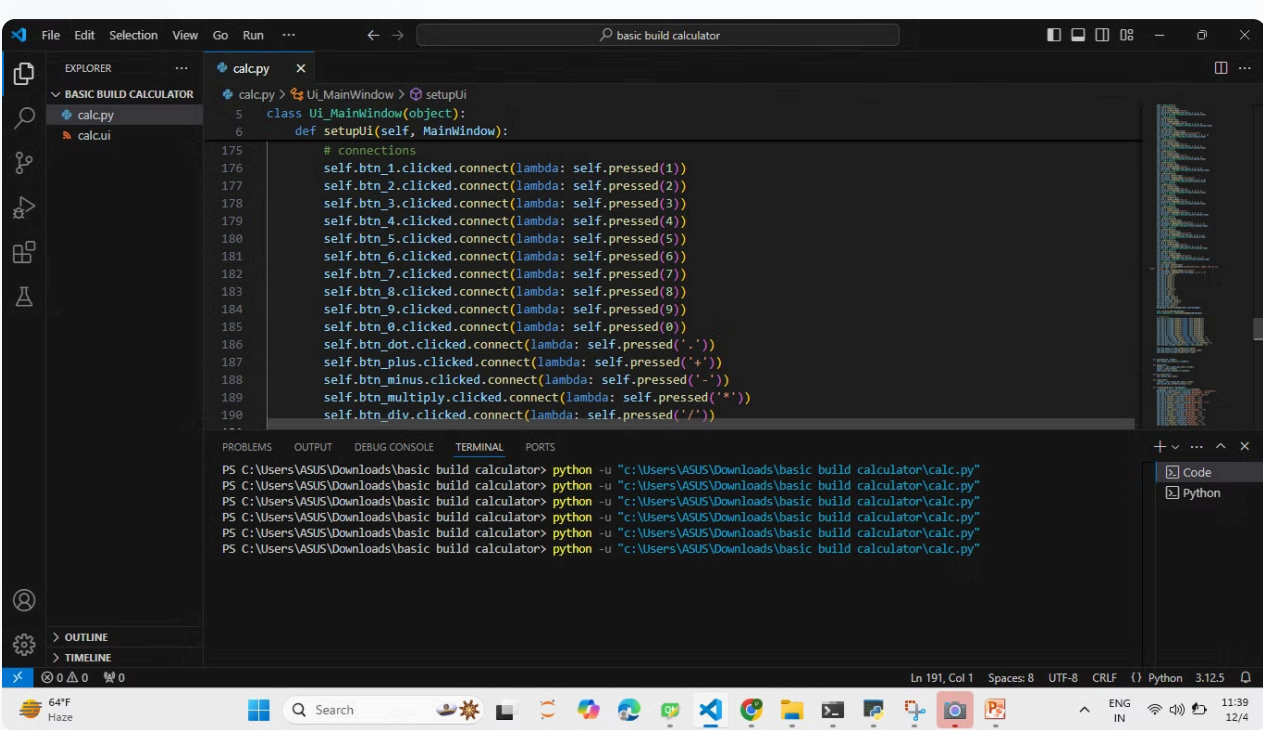 File Edit Selection View Go Run ···
basic build calculator
EXPLORER ···
BASIC BUILD CALCULATOR
calc.py
calc.ui
OUTLINE
TIMELINE
calc.py ×
calc.py > Ui_MainWindow > setupUi
5 class Ui_MainWindow(object):
6 def setupUi(self, MainWindow):
175 # connections
176 self.btn_1.clicked.connect(lambda: self.pressed(1))
177 self.btn_2.clicked.connect(lambda: self.pressed(2))
178 self.btn_3.clicked.connect(lambda: self.pressed(3))
179 self.btn_4.clicked.connect(lambda: self.pressed(4))
180 self.btn_5.clicked.connect(lambda: self.pressed(5))
181 self.btn_6.clicked.connect(lambda: self.pressed(6))
182 self.btn_7.clicked.connect(lambda: self.pressed(7))
183 self.btn_8.clicked.connect(lambda: self.pressed(8))
184 self.btn_9.clicked.connect(lambda: self.pressed(9))
185 self.btn_0.clicked.connect(lambda: self.pressed(0))
186 self.btn_dot.clicked.connect(lambda: self.pressed('.'))
187 self.btn_plus.clicked.connect(lambda: self.pressed('+'))
188 self.btn_minus.clicked.connect(lambda: self.pressed('-'))
189 self.btn_multiply.clicked.connect(lambda: self.pressed('*'))
190 self.btn_div.clicked.connect(lambda: self.pressed('/'))
PROBLEMS OUTPUT DEBUG CONSOLE TERMINAL PORTS
PS C:\Users\ASUS\Downloads\basic build calculator> python -u "c:\Users\ASUS\Downloads\basic build calculator\calc.py"
PS C:\Users\ASUS\Downloads\basic build calculator> python -u "c:\Users\ASUS\Downloads\basic build calculator\calc.py"
PS C:\Users\ASUS\Downloads\basic build calculator> python -u "c:\Users\ASUS\Downloads\basic build calculator\calc.py"
PS C:\Users\ASUS\Downloads\basic build calculator> python -u "c:\Users\ASUS\Downloads\basic build calculator\calc.py"
PS C:\Users\ASUS\Downloads\basic build calculator> python -u "c:\Users\ASUS\Downloads\basic build calculator\calc.py"
PS C:\Users\ASUS\Downloads\basic build calculator> python -u "c:\Users\ASUS\Downloads\basic build calculator\calc.py"
Code
Python
0 0 0 Ln 191, Col 1 Spaces: 8 UTF-8 CRLF {} Python 3.12.5
64°F
Haze
Search
ENG
IN
11:39
12/4